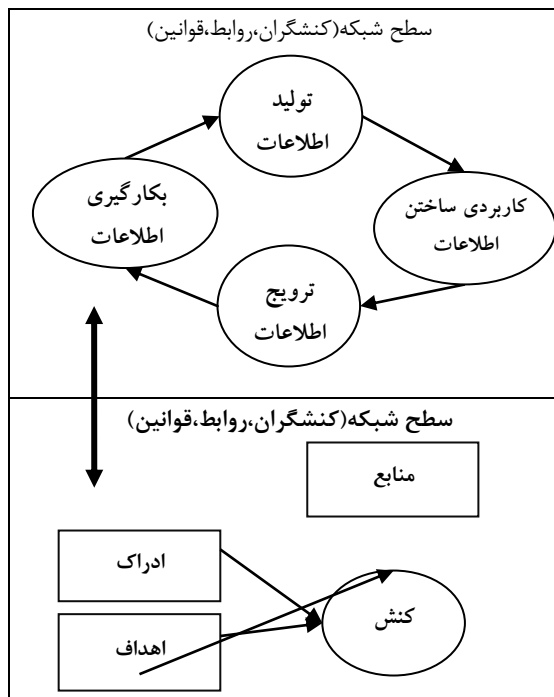 سطح شبکه(کنشگران،روابط،قوانین)
تولید
اطلاعات
کاربردی ساختن
اطلاعات
بکارگیری
اطلاعات
ترویج
اطلاعات
سطح شبکه(کنشگران،روابط،قوانین)
منابع
ادراک
کنش
اهداف